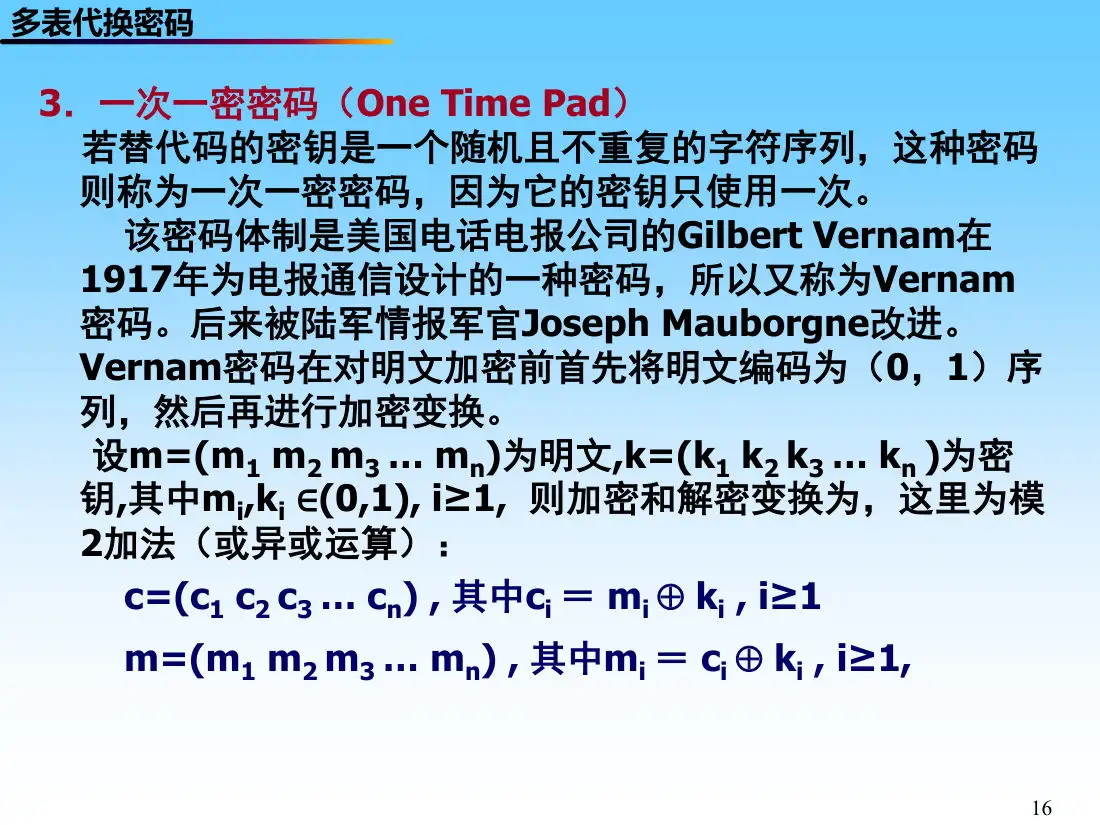 多表代换密码
3．一次一密密码（One Time Pad）
若替代码的密钥是一个随机且不重复的字符序列，这种密码
则称为一次一密密码，因为它的密钥只使用一次。
该密码体制是美国电话电报公司的Gilbert Vernam在
1917年为电报通信设计的一种密码，所以又称为Vernam
密码。后来被陆军情报军官Joseph Mauborgne改进。
Vernam密码在对明文加密前首先将明文编码为（0，1）序
列，然后再进行加密变换。
设m=(m₁ m₂ m₃ … mₙ)为明文,k=(k₁ k₂ k₃ … kₙ )为密
钥,其中mᵢ,kᵢ ∈(0,1), i≥1, 则加密和解密变换为，这里为模
2加法（或异或运算）：
c=(c₁ c₂ c₃ … cₙ) , 其中cᵢ ＝ mᵢ ⊕ kᵢ , i≥1
m=(m₁ m₂ m₃ … mₙ) , 其中mᵢ ＝ cᵢ ⊕ kᵢ , i≥1,
16